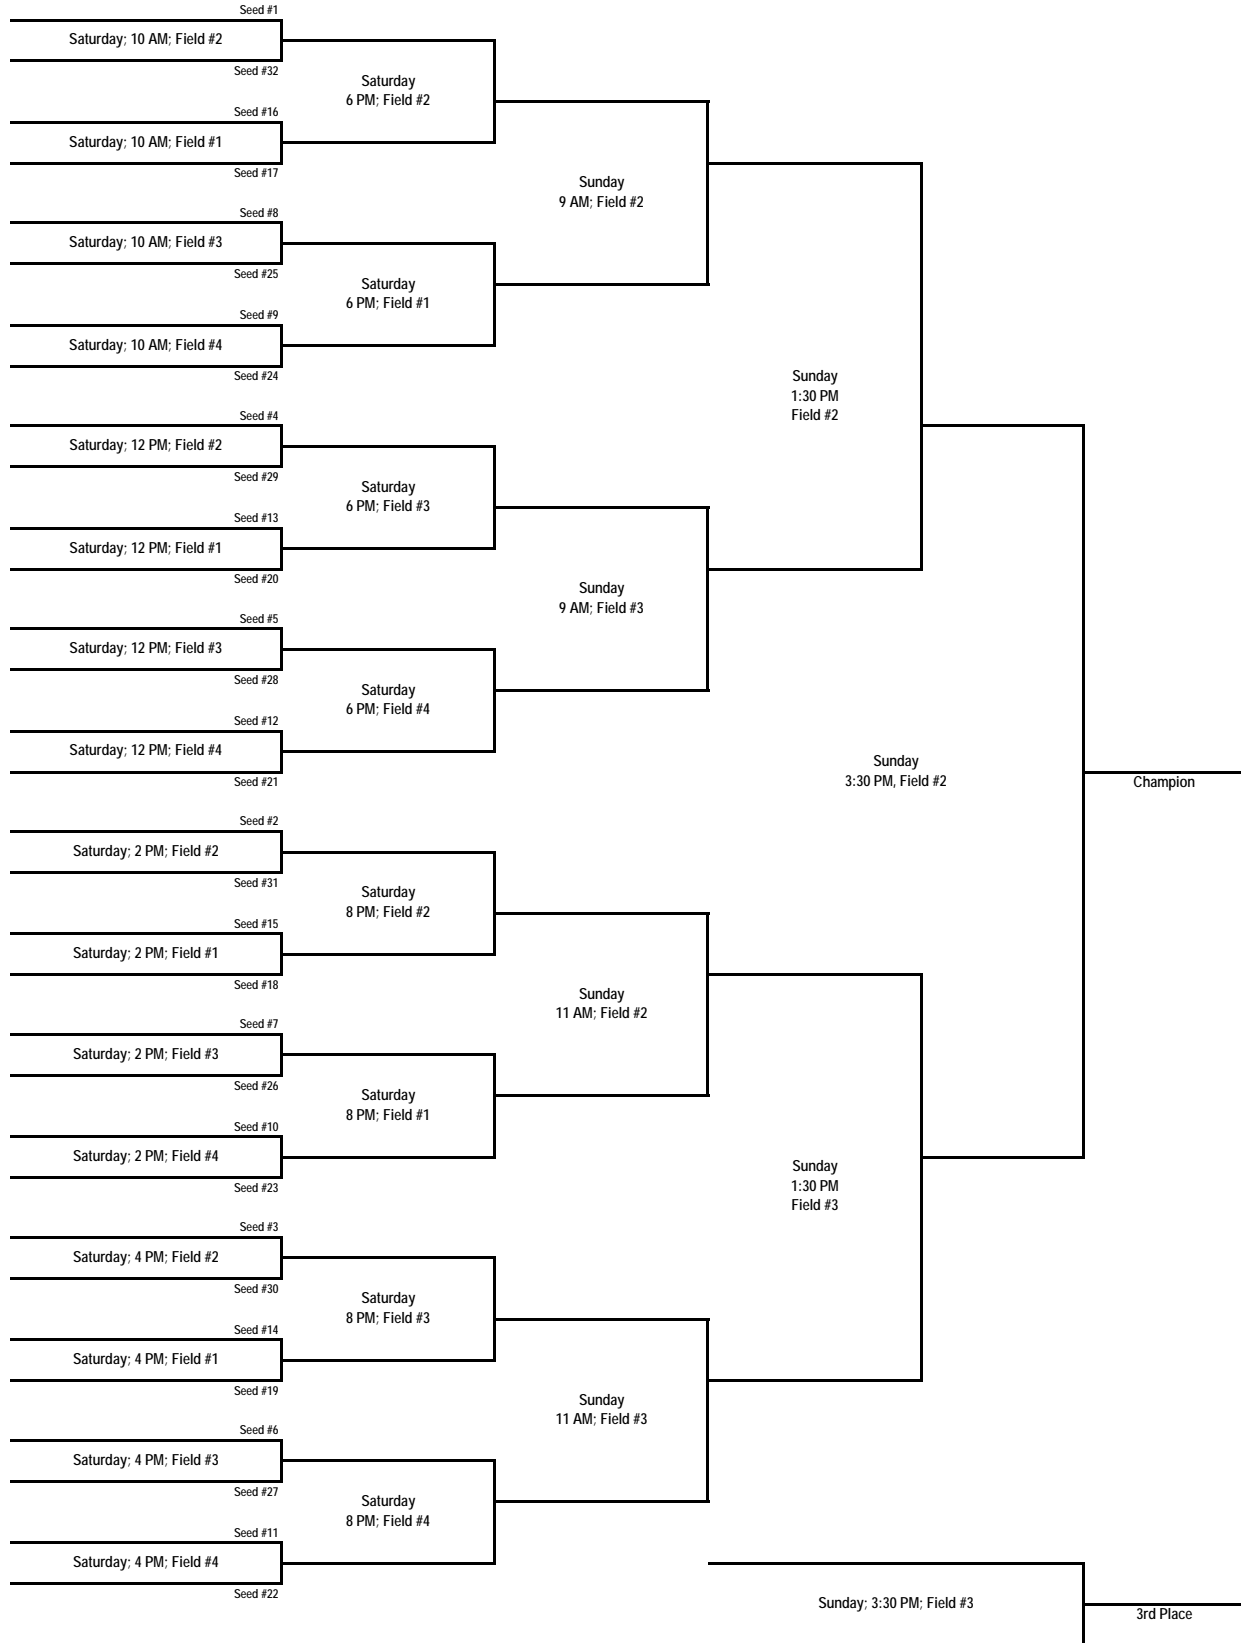 Seed #1
Saturday; 10 AM; Field #2
Seed #32
Saturday
6 PM; Field #2
Seed #16
Saturday; 10 AM; Field #1
Seed #17
Sunday
9 AM; Field #2
Seed #8
Saturday; 10 AM; Field #3
Seed #25
Saturday
6 PM; Field #1
Seed #9
Saturday; 10 AM; Field #4
Seed #24
Sunday
1:30 PM
Field #2
Seed #4
Saturday; 12 PM; Field #2
Seed #29
Saturday
6 PM; Field #3
Seed #13
Saturday; 12 PM; Field #1
Seed #20
Sunday
9 AM; Field #3
Seed #5
Saturday; 12 PM; Field #3
Seed #28
Saturday
6 PM; Field #4
Seed #12
Saturday; 12 PM; Field #4
Seed #21
Sunday
3:30 PM, Field #2
Champion
Seed #2
Saturday; 2 PM; Field #2
Seed #31
Saturday
8 PM; Field #2
Seed #15
Saturday; 2 PM; Field #1
Seed #18
Sunday
11 AM; Field #2
Seed #7
Saturday; 2 PM; Field #3
Seed #26
Saturday
8 PM; Field #1
Seed #10
Saturday; 2 PM; Field #4
Seed #23
Sunday
1:30 PM
Field #3
Seed #3
Saturday; 4 PM; Field #2
Seed #30
Saturday
8 PM; Field #3
Seed #14
Saturday; 4 PM; Field #1
Seed #19
Sunday
11 AM; Field #3
Seed #6
Saturday; 4 PM; Field #3
Seed #27
Saturday
8 PM; Field #4
Seed #11
Saturday; 4 PM; Field #4
Seed #22
Sunday; 3:30 PM; Field #3
3rd Place